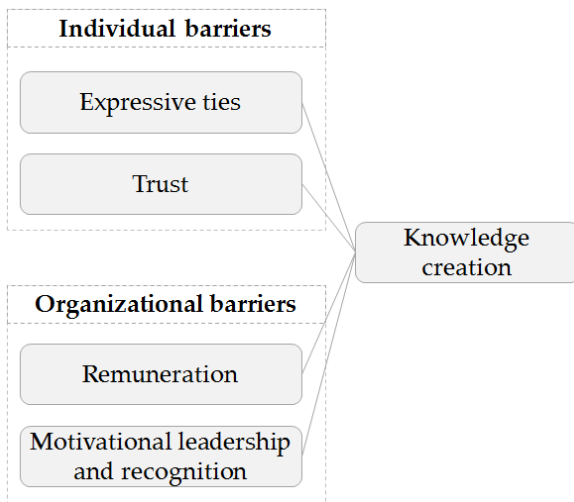 Individual barriers
Expressive ties
Trust
Knowledge
creation
Organizational barriers
Remuneration
Motivational leadership
and recognition